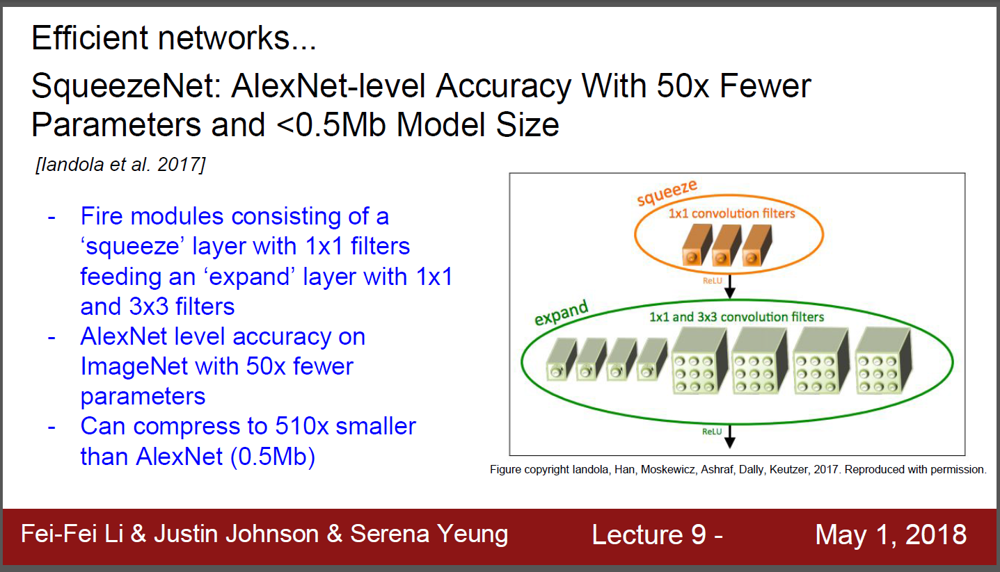 Efficient networks...
SqueezeNet: AlexNet-level Accuracy With 50x Fewer
Parameters and <0.5Mb Model Size
[Iandola et al. 2017]
- Fire modules consisting of a
‘squeeze’ layer with 1x1 filters
feeding an ‘expand’ layer with 1x1
and 3x3 filters
- AlexNet level accuracy on
ImageNet with 50x fewer
parameters
- Can compress to 510x smaller
than AlexNet (0.5Mb)
squeeze
1x1 convolution filters
ReLU
expand
1x1 and 3x3 convolution filters
ReLU
Figure copyright Iandola, Han, Moskewicz, Ashraf, Dally, Keutzer, 2017. Reproduced with permission.
Fei-Fei Li & Justin Johnson & Serena Yeung Lecture 9 - May 1, 2018